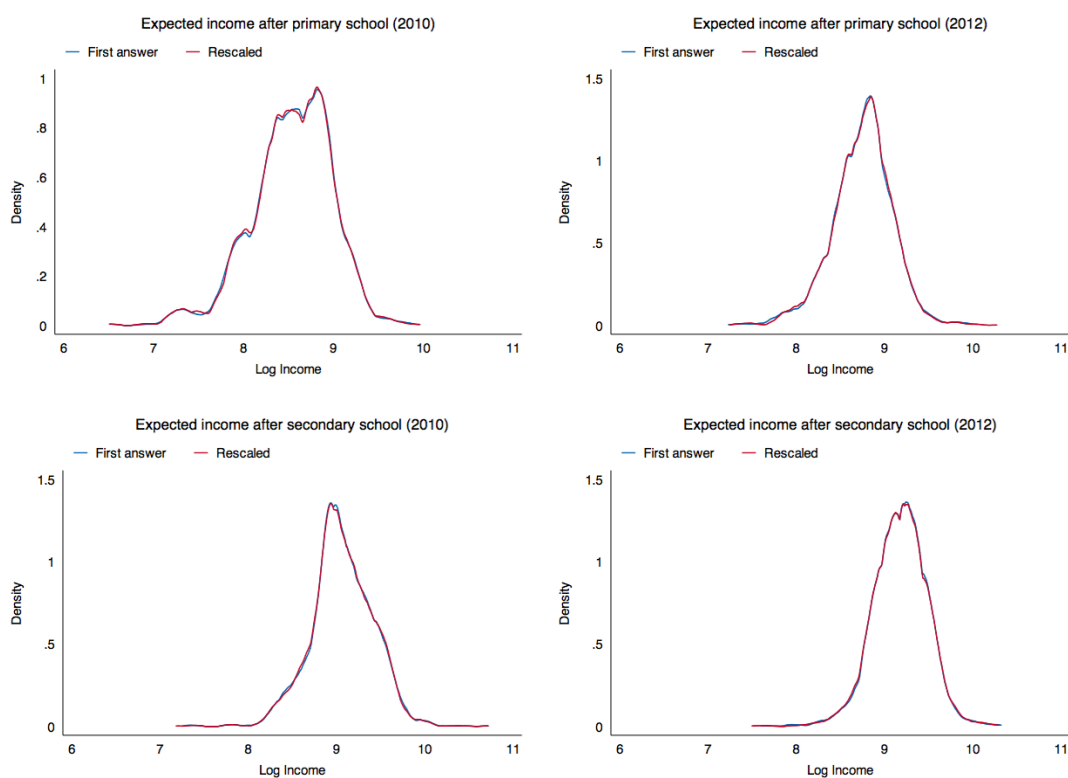 Expected income after primary school (2010)
First answer Rescaled
1
.8
.6
.4
.2
0
Density
6 7 8 9 10 11
Log Income
Expected income after primary school (2012)
First answer Rescaled
1.5
1
.5
0
Density
6 7 8 9 10 11
Log Income
Expected income after secondary school (2010)
First answer Rescaled
1.5
1
.5
0
Density
6 7 8 9 10 11
Log Income
Expected income after secondary school (2012)
First answer Rescaled
1.5
1
.5
0
Density
6 7 8 9 10 11
Log Income